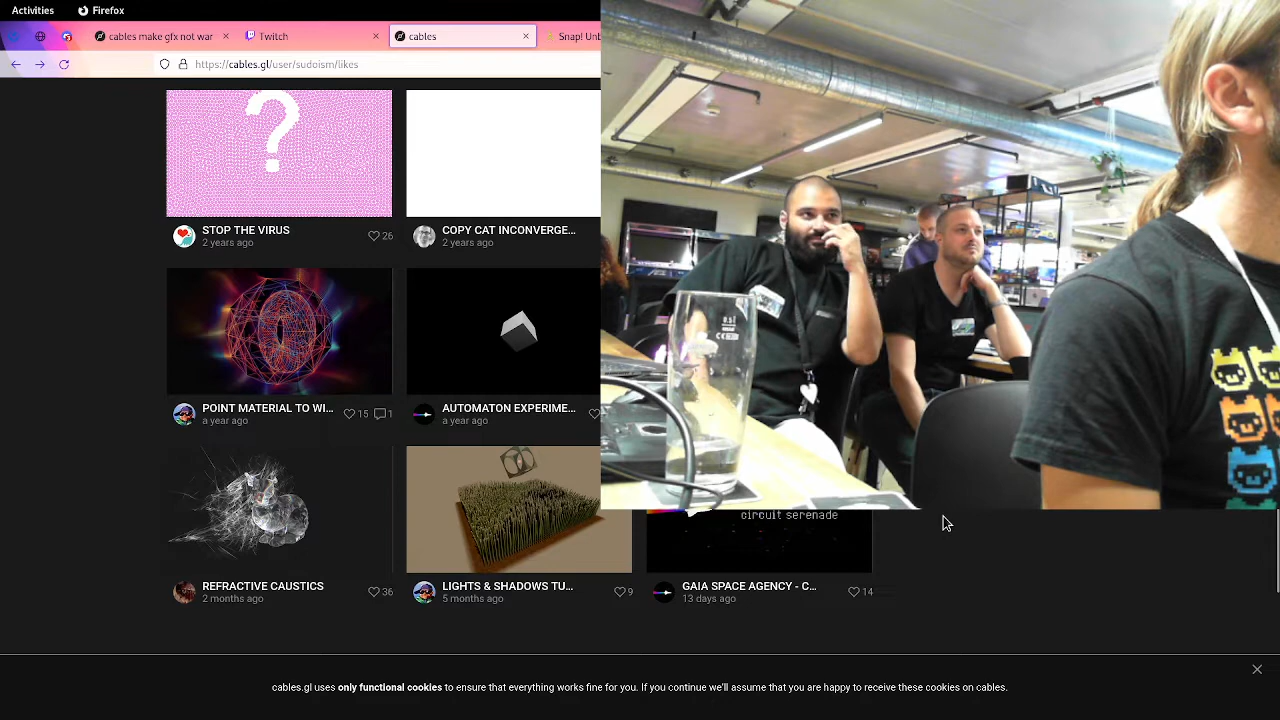 Activities
Firefox
cables make gfx not war
Twitch
cables
Snap! Unb
https://cables.gl/user/sudoism/likes
?
STOP THE VIRUS
2 years ago
26
COPY CAT INCONVERGE...
2 years ago
0.5l
POINT MATERIAL TO WI...
a year ago
15
1
AUTOMATON EXPERIME...
a year ago
circuit serenade
REFRACTIVE CAUSTICS
2 months ago
36
LIGHTS & SHADOWS TU...
5 months ago
9
GAIA SPACE AGENCY - C...
13 days ago
14
cables.gl uses only functional cookies to ensure that everything works fine for you. If you continue we'll assume that you are happy to receive these cookies on cables.